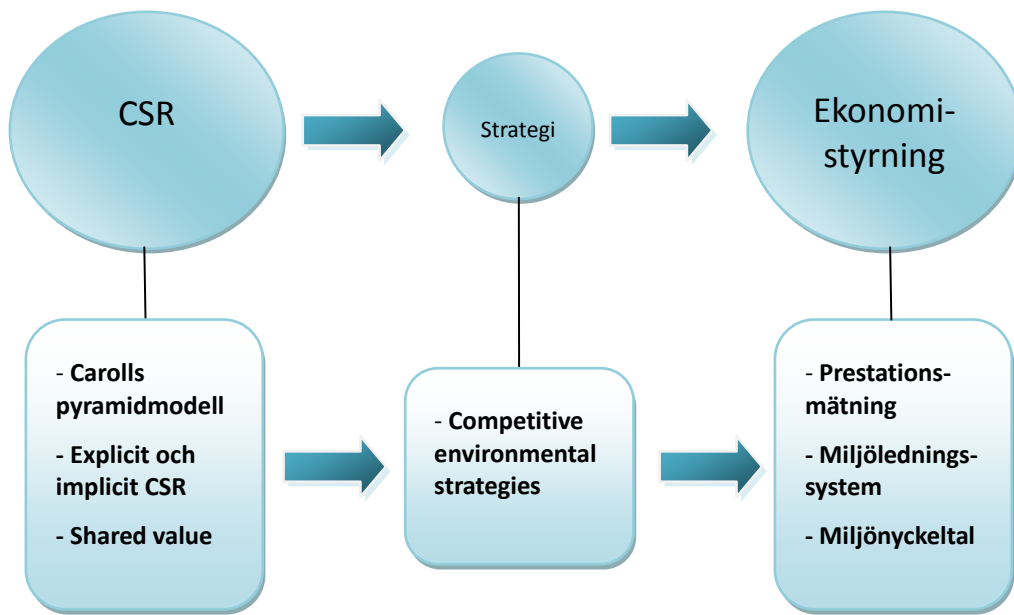 CSR
Strategi
Ekonomi-
styrning
- Carolls
pyramidmodell
- Explicit och
implicit CSR
- Shared value
- Competitive
environmental
strategies
- Prestations-
mätning
- Miljölednings-
system
- Miljönyckeltal